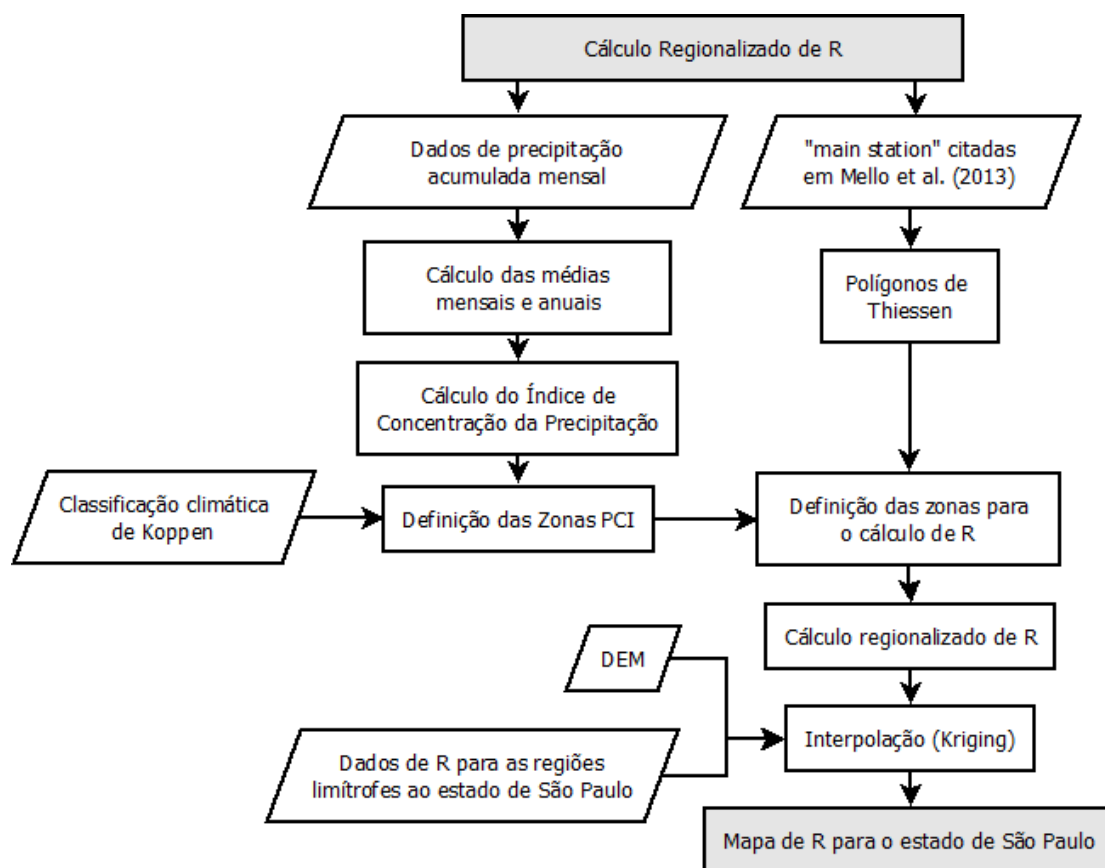 Cálculo Regionalizado de R
Dados de precipitação
acumulada mensal
"main station" citadas
em Mello et al. (2013)
Cálculo das médias
mensais e anuais
Polígonos de
Thiessen
Cálculo do Índice de
Concentração da Precipitação
Classificação climática
de Koppen
Definição das Zonas PCI
Definição das zonas para
o cálculo de R
Cálculo regionalizado de R
DEM
Interpolação (Kriging)
Dados de R para as regiões
limítrofes ao estado de São Paulo
Mapa de R para o estado de São Paulo